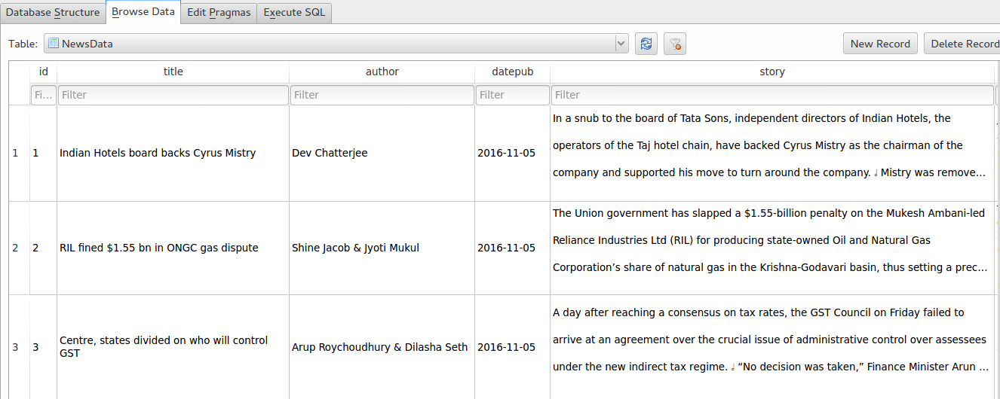 Database Structure Browse Data Edit Pragmas Execute SQL
Table: NewsData New Record Delete Record
id title author datepub story
Fi... Filter Filter Filter Filter
1 1 Indian Hotels board backs Cyrus Mistry Dev Chatterjee 2016-11-05
In a snub to the board of Tata Sons, independent directors of Indian Hotels, the
operators of the Taj hotel chain, have backed Cyrus Mistry as the chairman of the
company and supported his move to turn around the company. Mistry was remove...
2 2 RIL fined $1.55 bn in ONGC gas dispute Shine Jacob & Jyoti Mukul 2016-11-05
The Union government has slapped a $1.55-billion penalty on the Mukesh Ambani-led
Reliance Industries Ltd (RIL) for producing state-owned Oil and Natural Gas
Corporation’s share of natural gas in the Krishna-Godavari basin, thus setting a prec...
3 3 Centre, states divided on who will control
GST
Arup Roychoudhury & Dilasha Seth 2016-11-05
A day after reaching a consensus on tax rates, the GST Council on Friday failed to
arrive at an agreement over the crucial issue of administrative control over assessees
under the new indirect tax regime. “No decision was taken,” Finance Minister Arun ...